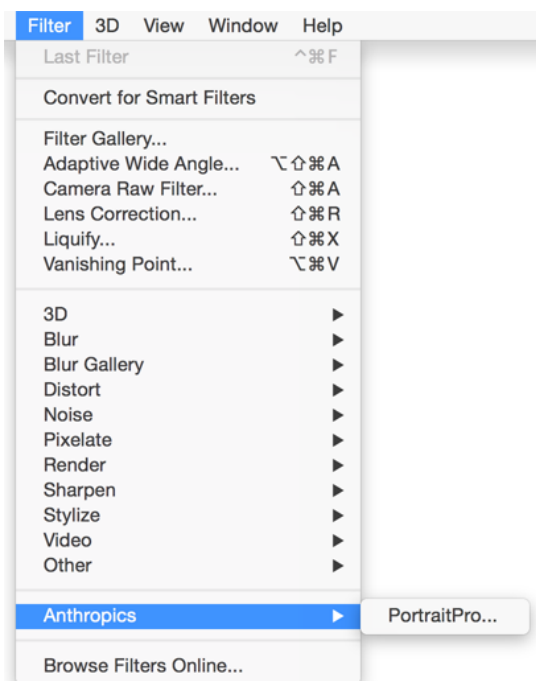 Filter 3D View Window Help
Last Filter ^⌘F
Convert for Smart Filters
Filter Gallery...
Adaptive Wide Angle... ⌥⇧⌘A
Camera Raw Filter... ⇧⌘A
Lens Correction... ⇧⌘R
Liquify... ⇧⌘X
Vanishing Point... ⌥⌘V
3D ▶
Blur ▶
Blur Gallery ▶
Distort ▶
Noise ▶
Pixelate ▶
Render ▶
Sharpen ▶
Stylize ▶
Video ▶
Other ▶
Anthropics ▶ PortraitPro...
Browse Filters Online...